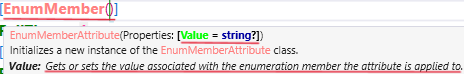 [EnumMember()]
EnumMemberAttribute(Properties: [Value = string?])
Initializes a new instance of the EnumMemberAttribute class.
Value: Gets or sets the value associated with the enumeration member the attribute is applied to.